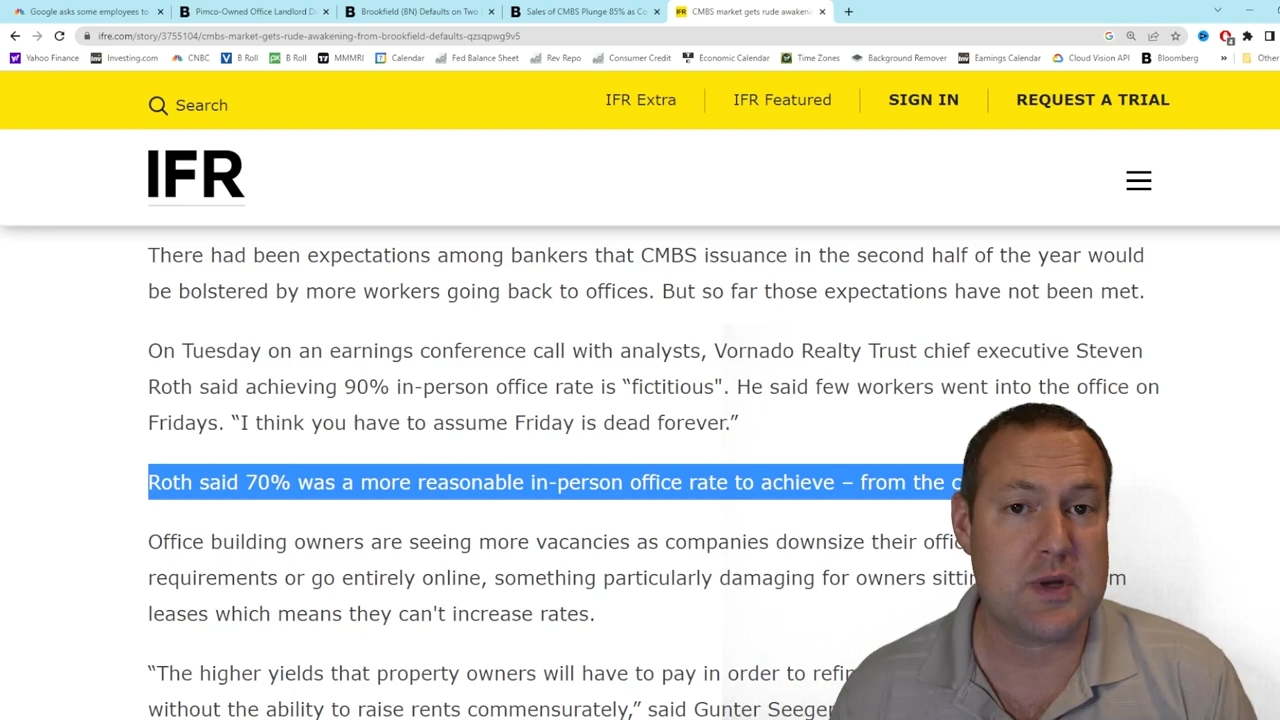 Google asks some employees to
Pimco-Owned Office Landlord D
Brookfield (BN) Defaults on Two
Sales of CMBS Plunge 85% as Co
CMBS market gets rude awakenin
ifre.com/story/3755104/cmbs-market-gets-rude-awakening-from-brookfield-defaults-qzsqpwg9v5
Yahoo Finance
Investing.com
CNBC
B Roll
B Roll
MMMRI
Calendar
Fed Balance Sheet
Rev Repo
Consumer Credit
Economic Calendar
Time Zones
Background Remover
Earnings Calendar
Cloud Vision API
Bloomberg
Other
Search
IFR Extra
IFR Featured
SIGN IN
REQUEST A TRIAL
IFR
There had been expectations among bankers that CMBS issuance in the second half of the year would
be bolstered by more workers going back to offices. But so far those expectations have not been met.
On Tuesday on an earnings conference call with analysts, Vornado Realty Trust chief executive Steven
Roth said achieving 90% in-person office rate is “fictitious". He said few workers went into the office on
Fridays. “I think you have to assume Friday is dead forever.”
Roth said 70% was a more reasonable in-person office rate to achieve – from the
Office building owners are seeing more vacancies as companies downsize their
requirements or go entirely online, something particularly damaging for owners
leases which means they can't increase rates.
“The higher yields that property owners will have to pay in order to
without the ability to raise rents commensurately,” said Gunter